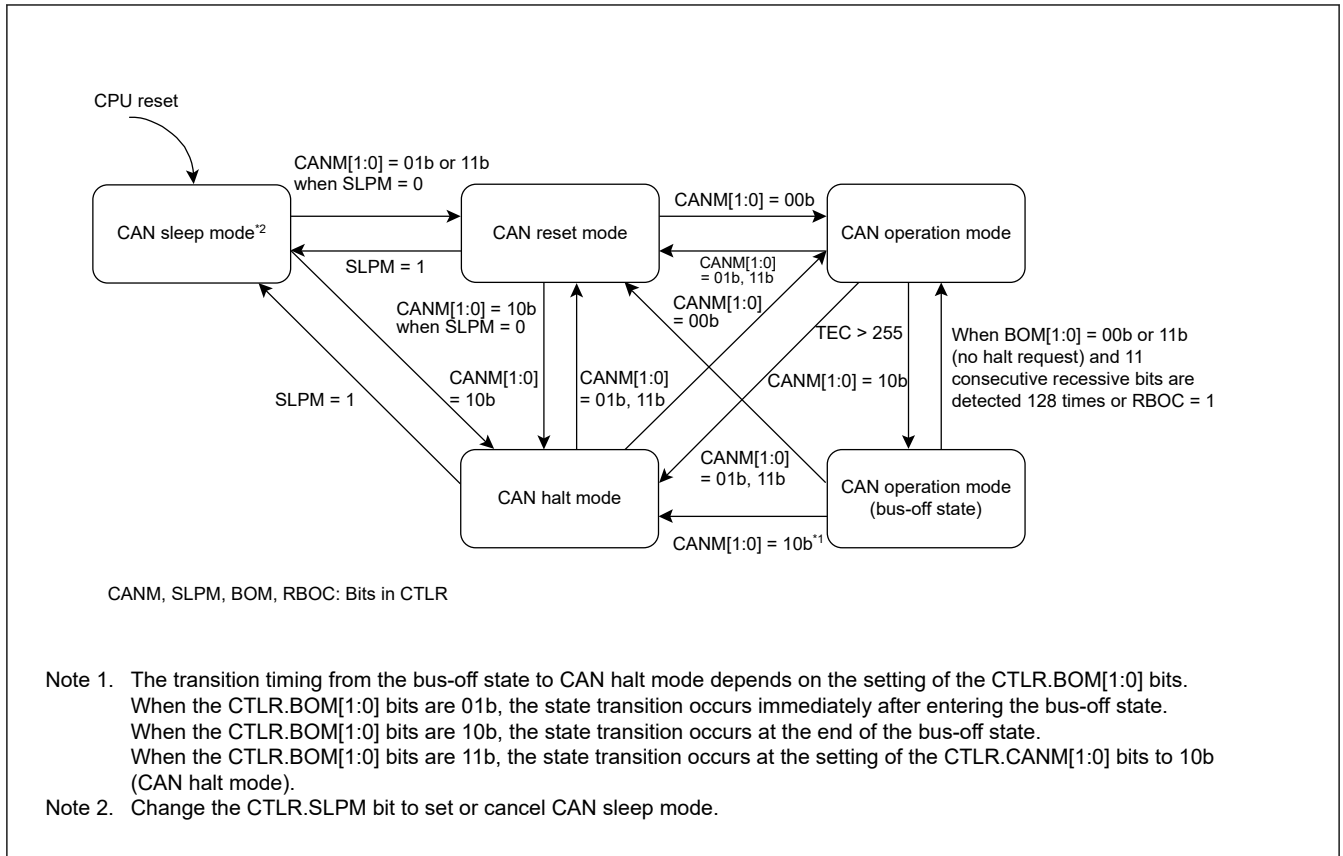 CPU reset
CANM[1:0] = 01b or 11b
when SLPM = 0
CAN sleep mode*2
CAN reset mode
CANM[1:0] = 00b
CAN operation mode
SLPM = 1
CANM[1:0]
= 01b, 11b
CANM[1:0] = 10b
when SLPM = 0
CANM[1:0]
= 00b
TEC > 255
When BOM[1:0] = 00b or 11b
(no halt request) and 11
consecutive recessive bits are
detected 128 times or RBOC = 1
SLPM = 1
CANM[1:0]
= 10b
CANM[1:0]
= 01b, 11b
CANM[1:0] = 10b
CAN halt mode
CANM[1:0]
= 01b, 11b
CAN operation mode
(bus-off state)
CANM[1:0] = 10b*1
CANM, SLPM, BOM, RBOC: Bits in CTLR
Note 1. The transition timing from the bus-off state to CAN halt mode depends on the setting of the CTLR.BOM[1:0] bits.
When the CTLR.BOM[1:0] bits are 01b, the state transition occurs immediately after entering the bus-off state.
When the CTLR.BOM[1:0] bits are 10b, the state transition occurs at the end of the bus-off state.
When the CTLR.BOM[1:0] bits are 11b, the state transition occurs at the setting of the CTLR.CANM[1:0] bits to 10b
(CAN halt mode).
Note 2. Change the CTLR.SLPM bit to set or cancel CAN sleep mode.